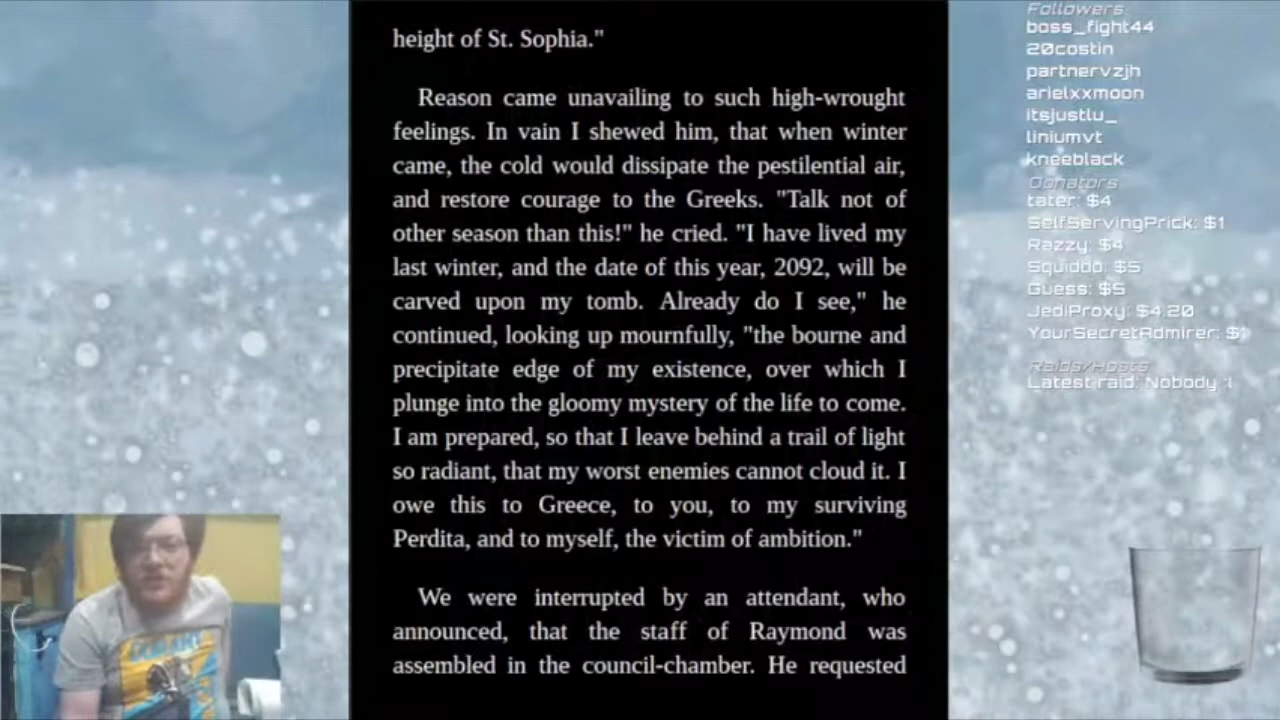 height of St. Sophia."
Reason came unavailing to such high-wrought
feelings. In vain I shewed him, that when winter
came, the cold would dissipate the pestilential air,
and restore courage to the Greeks. "Talk not of
other season than this!" he cried. "I have lived my
last winter, and the date of this year, 2092, will be
carved upon my tomb. Already do I see," he
continued, looking up mournfully, "the bourne and
precipitate edge of my existence, over which I
plunge into the gloomy mystery of the life to come.
I am prepared, so that I leave behind a trail of light
so radiant, that my worst enemies cannot cloud it. I
owe this to Greece, to you, to my surviving
Perdita, and to myself, the victim of ambition."
We were interrupted by an attendant, who
announced, that the staff of Raymond was
assembled in the council-chamber. He requested
Followers
boss_fight44
20costin
partnervzjh
arielxxmoon
itsjustlu_
liniumvt
kneeblack
Donators
tater: $4
SelfServingPrick: $1
Razzy: $4
Squiddo: $5
Guess: $5
JediProxy: $4.20
YourSecretAdmirer: $1
Raids/Hosts
Latest raid: Nobody :(